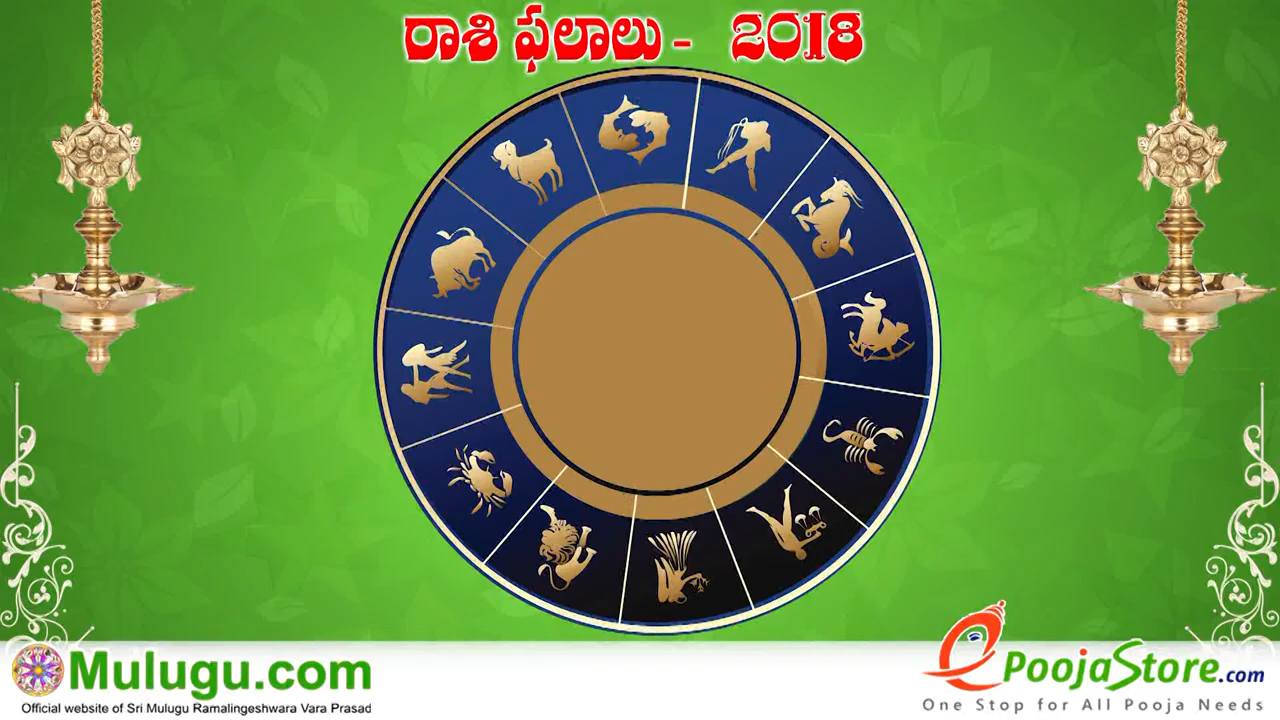 రాశి ఫలాలు - 2018
Mulugu.com
Official website of Sri Mulugu Ramalingeshwara Vara Prasad
ePoojaStore.com
One Stop for All Pooja Needs